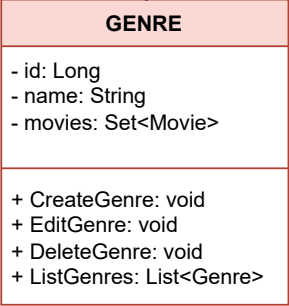 GENRE
- id: Long
- name: String
- movies: Set<Movie>
+ CreateGenre: void
+ EditGenre: void
+ DeleteGenre: void
+ ListGenres: List<Genre>